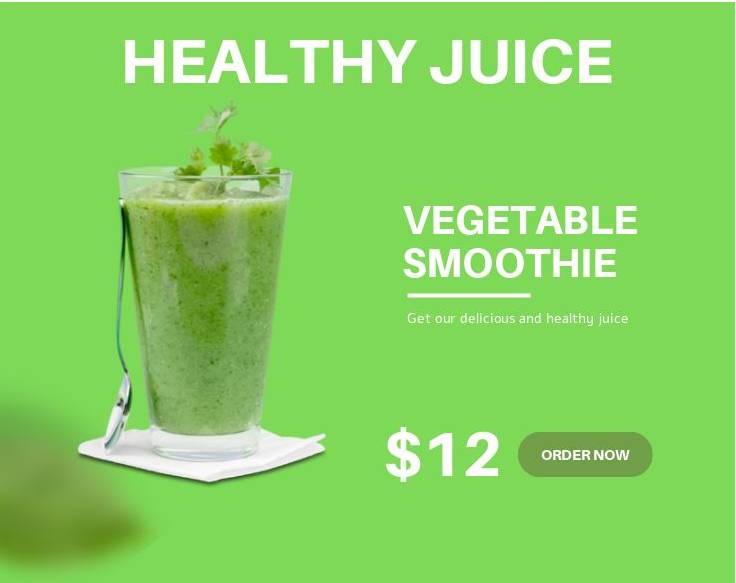 HEALTHY JUICE
VEGETABLE
SMOOTHIE
Get our delicious and healthy juice
$12
ORDER NOW